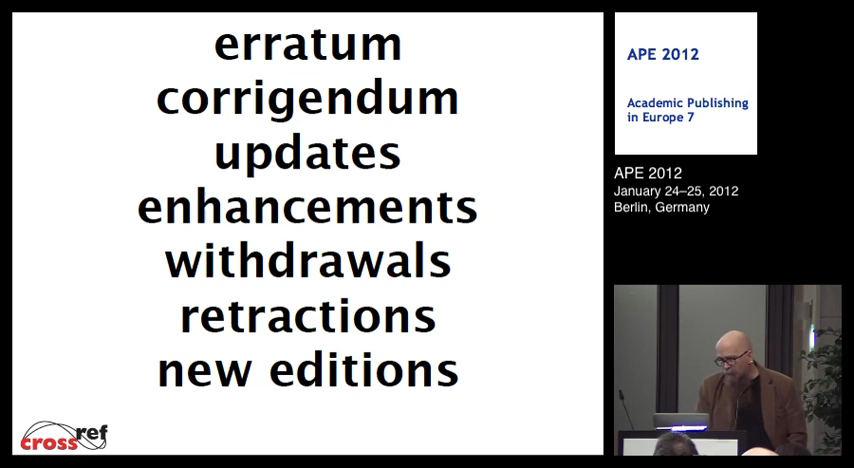 erratum
corrigendum
updates
enhancements
withdrawals
retractions
new editions
crossref
APE 2012
Academic Publishing
in Europe 7
APE 2012
January 24–25, 2012
Berlin, Germany